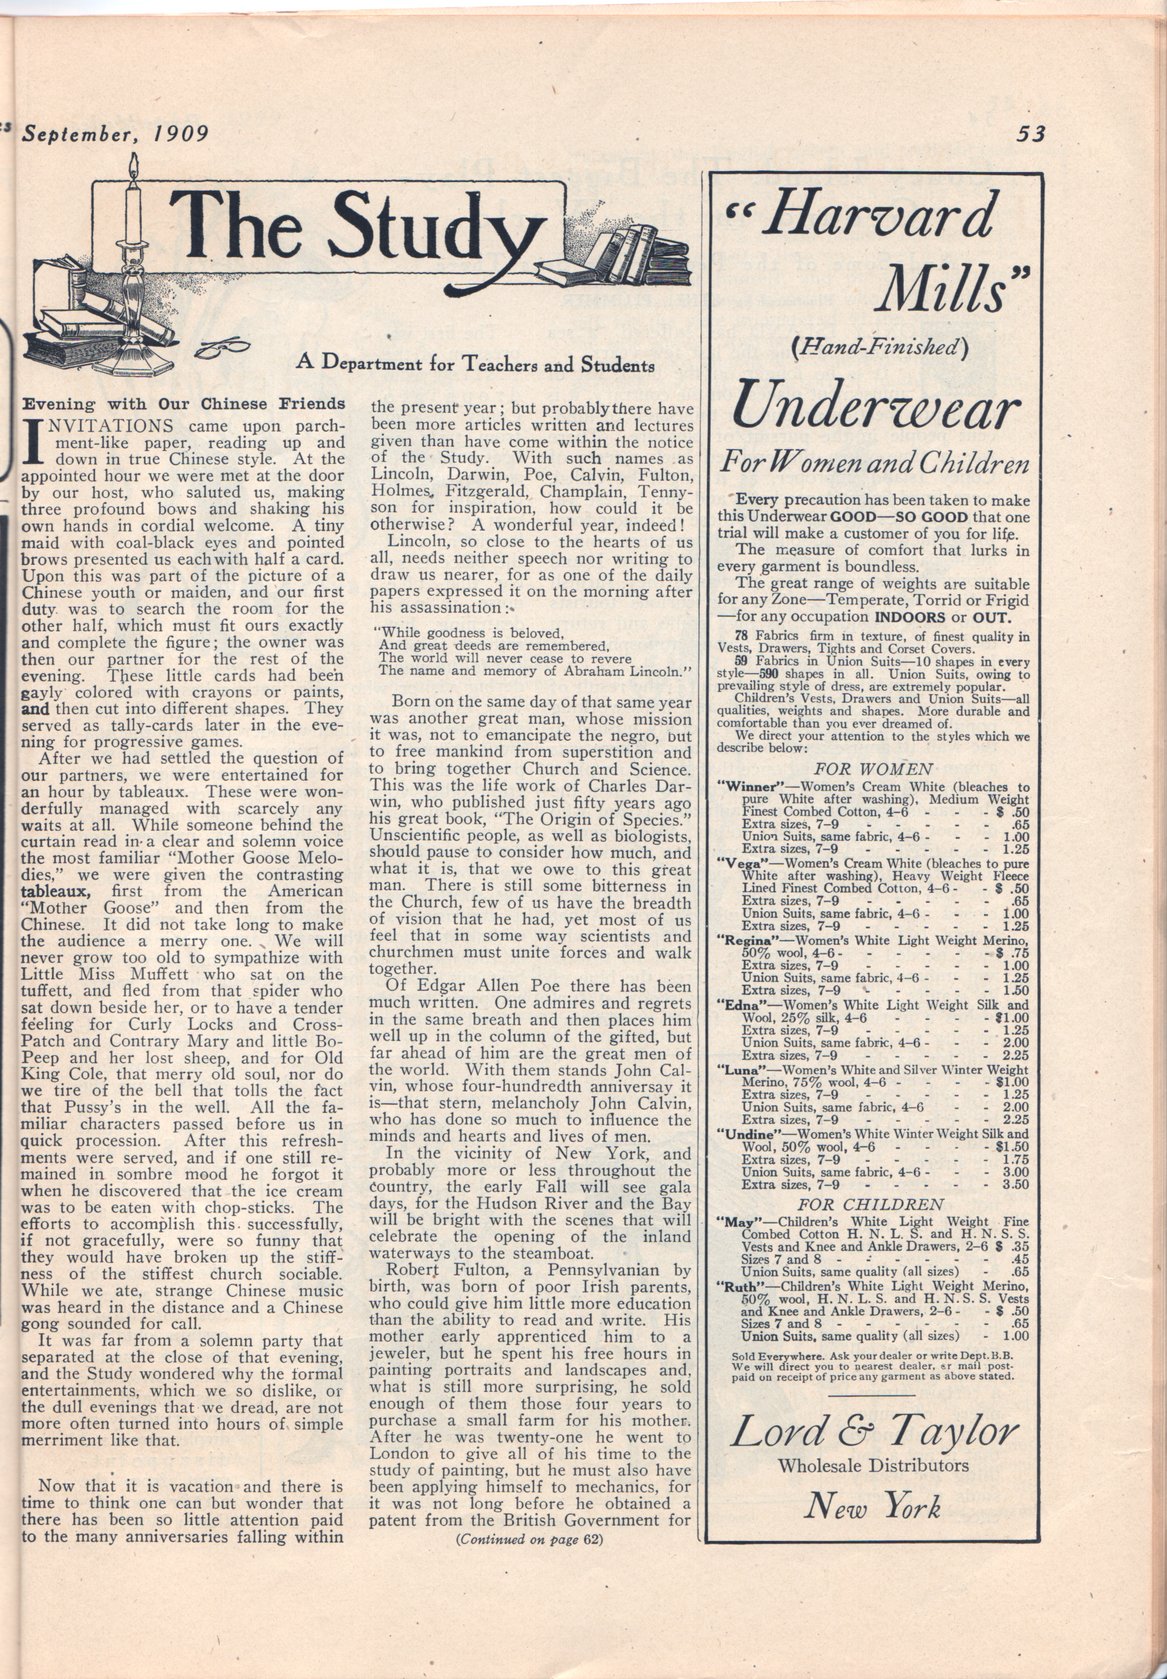 September, 1909
53
The Study
A Department for Teachers and Students
Evening with Our Chinese Friends
INVITATIONS came upon parch-
ment-like paper, reading up and
down in true Chinese style. At the
appointed hour we were met at the door
by our host, who saluted us, making
three profound bows and shaking his
own hands in cordial welcome. A tiny
maid with coal-black eyes and pointed
brows presented us each with half a card.
Upon this was part of the picture of a
Chinese youth or maiden, and our first
duty was to search the room for the
other half, which must fit ours exactly
and complete the figure; the owner was
then our partner for the rest of the
evening. These little cards had been
gayly colored with crayons or paints,
and then cut into different shapes. They
served as tally-cards later in the eve-
ning for progressive games.
After we had settled the question of
our partners, we were entertained for
an hour by tableaux. These were won-
derfully managed with scarcely any
waits at all. While someone behind the
curtain read in a clear and solemn voice
the most familiar "Mother Goose Melo-
dies," we were given the contrasting
tableaux, first from the American
"Mother Goose" and then from the
Chinese. It did not take long to make
the audience a merry one. We will
never grow too old to sympathize with
Little Miss Muffett who sat on the
tuffett, and fled from that spider who
sat down beside her, or to have a tender
feeling for Curly Locks and Cross-
Patch and Contrary Mary and little Bo-
Peep and her lost sheep, and for Old
King Cole, that merry old soul, nor do
we tire of the bell that tolls the fact
that Pussy's in the well. All the fa-
miliar characters passed before us in
quick procession. After this refresh-
ments were served, and if one still re-
mained in sombre mood he forgot it
when he discovered that the ice cream
was to be eaten with chop-sticks. The
efforts to accomplish this successfully,
if not gracefully, were so funny that
they would have broken up the stiff-
ness of the stiffest church sociable.
While we ate, strange Chinese music
was heard in the distance and a Chinese
gong sounded for call.
It was far from a solemn party that
separated at the close of that evening,
and the Study wondered why the formal
entertainments, which we so dislike, or
the dull evenings that we dread, are not
more often turned into hours of simple
merriment like that.
Now that it is vacation and there is
time to think one can but wonder that
there has been so little attention paid
to the many anniversaries falling within
the present year; but probably there have
been more articles written and lectures
given than have come within the notice
of the Study. With such names as
Lincoln, Darwin, Poe, Calvin, Fulton,
Holmes, Fitzgerald, Champlain, Tenny-
son for inspiration, how could it be
otherwise? A wonderful year, indeed!
Lincoln, so close to the hearts of us
all, needs neither speech nor writing to
draw us nearer, for as one of the daily
papers expressed it on the morning after
his assassination:
"While goodness is beloved,
And great deeds are remembered,
The world will never cease to revere
The name and memory of Abraham Lincoln."
Born on the same day of that same year
was another great man, whose mission
it was, not to emancipate the negro, but
to free mankind from superstition and
to bring together Church and Science.
This was the life work of Charles Dar-
win, who published just fifty years ago
his great book, "The Origin of Species."
Unscientific people, as well as biologists,
should pause to consider how much, and
what it is, that we owe to this great
man. There is still some bitterness in
the Church, few of us have the breadth
of vision that he had, yet most of us
feel that in some way scientists and
churchmen must unite forces and walk
together.
Of Edgar Allen Poe there has been
much written. One admires and regrets
in the same breath and then places him
well up in the column of the gifted, but
far ahead of him are the great men of
the world. With them stands John Cal-
vin, whose four-hundredth anniversay it
is—that stern, melancholy John Calvin,
who has done so much to influence the
minds and hearts and lives of men.
In the vicinity of New York, and
probably more or less throughout the
country, the early Fall will see gala
days, for the Hudson River and the Bay
will be bright with the scenes that will
celebrate the opening of the inland
waterways to the steamboat.
Robert Fulton, a Pennsylvanian by
birth, was born of poor Irish parents,
who could give him little more education
than the ability to read and write. His
mother early apprenticed him to a
jeweler, but he spent his free hours in
painting portraits and landscapes and,
what is still more surprising, he sold
enough of them those four years to
purchase a small farm for his mother.
After he was twenty-one he went to
London to give all of his time to the
study of painting, but he must also have
been applying himself to mechanics, for
it was not long before he obtained a
patent from the British Government for
(Continued on page 62)
"Harvard
Mills"
(Hand-Finished)
Underwear
For Women and Children
Every precaution has been taken to make
this Underwear GOOD—SO GOOD that one
trial will make a customer of you for life.
The measure of comfort that lurks in
every garment is boundless.
The great range of weights are suitable
for any Zone—Temperate, Torrid or Frigid
—for any occupation INDOORS or OUT.
78 Fabrics firm in texture, of finest quality in
Vests, Drawers, Tights and Corset Covers.
59 Fabrics in Union Suits—10 shapes in every
style—590 shapes in all. Union Suits, owing to
prevailing style of dress, are extremely popular.
Children's Vests, Drawers and Union Suits—all
qualities, weights and shapes. More durable and
comfortable than you ever dreamed of.
We direct your attention to the styles which we
describe below:
FOR WOMEN
"Winner"—Women's Cream White (bleaches to
pure White after washing), Medium Weight
Finest Combed Cotton, 4-6 - - - $ .50
Extra sizes, 7-9 - - - - - .65
Union Suits, same fabric, 4-6 - - - 1.00
Extra sizes, 7-9 - - - - - 1.25
"Vega"—Women's Cream White (bleaches to pure
White after washing), Heavy Weight Fleece
Lined Finest Combed Cotton, 4-6 - - $ .50
Extra sizes, 7-9 - - - - - .65
Union Suits, same fabric, 4-6 - - - 1.00
Extra sizes, 7-9 - - - - - 1.25
"Regina"—Women's White Light Weight Merino,
50% wool, 4-6 - - - - - - $ .75
Extra sizes, 7-9 - - - - - 1.00
Union Suits, same fabric, 4-6 - - - 1.25
Extra sizes, 7-9 - - - - - 1.50
"Edna"—Women's White Light Weight Silk and
Wool, 25% silk, 4-6 - - - - $1.00
Extra sizes, 7-9 - - - - - 1.25
Union Suits, same fabric, 4-6 - - - 2.00
Extra sizes, 7-9 - - - - - 2.25
"Luna"—Women's White and Silver Winter Weight
Merino, 75% wool, 4-6 - - - - $1.00
Extra sizes, 7-9 - - - - - 1.25
Union Suits, same fabric, 4-6 - - 2.00
Extra sizes, 7-9 - - - - - 2.25
"Undine"—Women's White Winter Weight Silk and
Wool, 50% wool, 4-6 - - - - $1.50
Extra sizes, 7-9 - - - - - 1.75
Union Suits, same fabric, 4-6 - - - 3.00
Extra sizes, 7-9 - - - - - 3.50
FOR CHILDREN
"May"—Children's White Light Weight Fine
Combed Cotton H. N. L. S. and H. N. S. S.
Vests and Knee and Ankle Drawers, 2-6 $ .35
Sizes 7 and 8 - - - - - .45
Union Suits, same quality (all sizes) - .65
"Ruth"—Children's White Light Weight Merino,
50% wool, H. N. L. S. and H. N. S. S. Vests
and Knee and Ankle Drawers, 2-6 - - $ .50
Sizes 7 and 8 - - - - - - .65
Union Suits, same quality (all sizes) - 1.00
Sold Everywhere. Ask your dealer or write Dept. B.B.
We will direct you to nearest dealer, or mail post-
paid on receipt of price any garment as above stated.
Lord & Taylor
Wholesale Distributors
New York